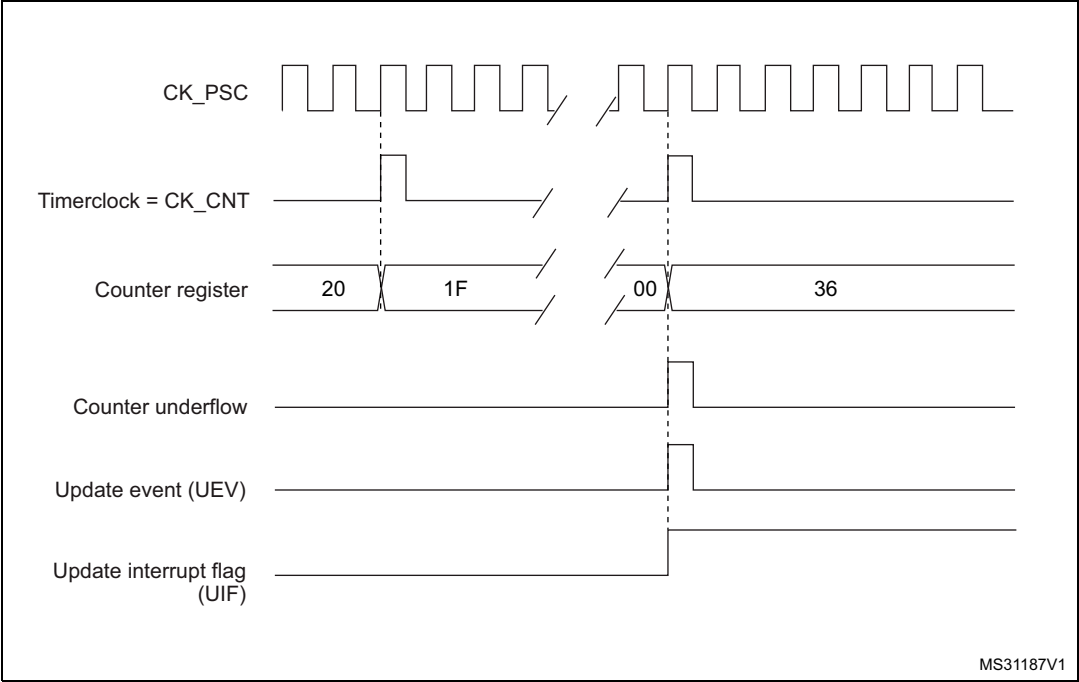 CK_PSC
Timerclock = CK_CNT
Counter register
20
1F
00
36
Counter underflow
Update event (UEV)
Update interrupt flag
(UIF)
MS31187V1